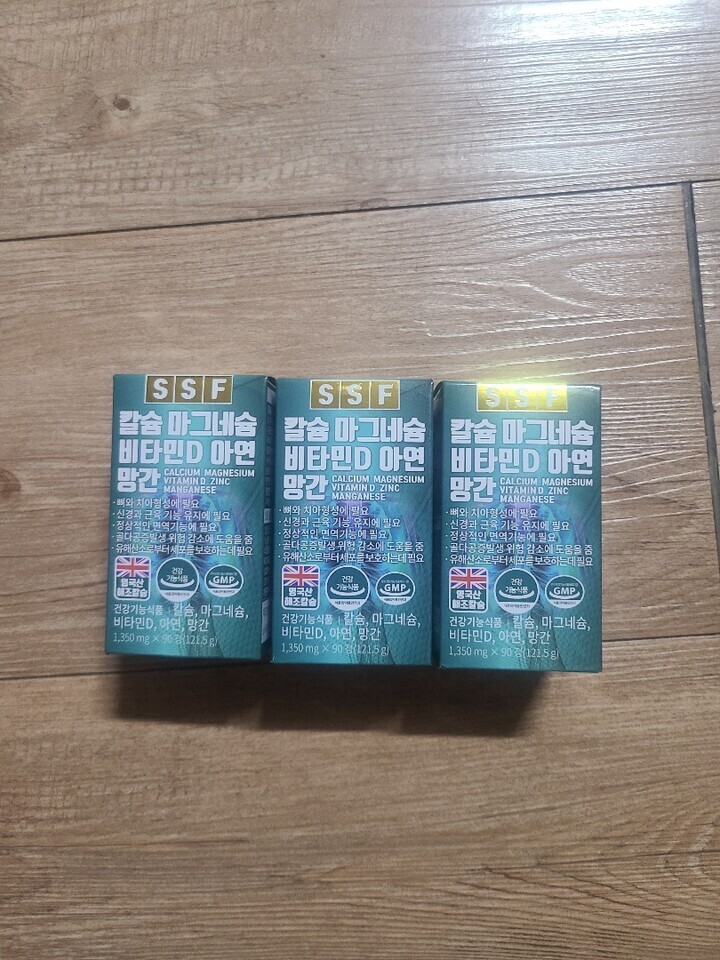 SSF
칼슘 마그네슘
비타민D 아연
망간 CALCIUM MAGNESIUM
VITAMIN D ZINC
MANGANESE
· 뼈와 치아형성에 필요
· 신경과 근육 기능 유지에 필요
· 정상적인 면역기능에 필요
· 골다공증발생 위험 감소에 도움을 줌
· 유해산소로부터 세포를 보호하는데 필요
영국산
해조칼슘
건강
기능식품
GMP
건강기능식품 | 칼슘, 마그네슘,
비타민D, 아연, 망간
1,350 mg × 90 정(121.5 g)
SSF
칼슘 마그네슘
비타민D 아연
망간 CALCIUM MAGNESIUM
VITAMIN D ZINC
MANGANESE
· 뼈와 치아형성에 필요
· 신경과 근육 기능 유지에 필요
· 정상적인 면역기능에 필요
· 골다공증발생 위험 감소에 도움을 줌
· 유해산소로부터 세포를 보호하는데 필요
영국산
해조칼슘
건강
기능식품
GMP
건강기능식품 | 칼슘, 마그네슘,
비타민D, 아연, 망간
1,350 mg × 90 정(121.5 g)
SSF
칼슘 마그네슘
비타민D 아연
망간 CALCIUM MAGNESIUM
VITAMIN D ZINC
MANGANESE
· 뼈와 치아형성에 필요
· 신경과 근육 기능 유지에 필요
· 정상적인 면역기능에 필요
· 골다공증발생 위험 감소에 도움을 줌
· 유해산소로부터 세포를 보호하는데 필요
영국산
해조칼슘
건강
기능식품
GMP
건강기능식품 | 칼슘, 마그네슘,
비타민D, 아연, 망간
1,350 mg × 90 정(121.5 g)